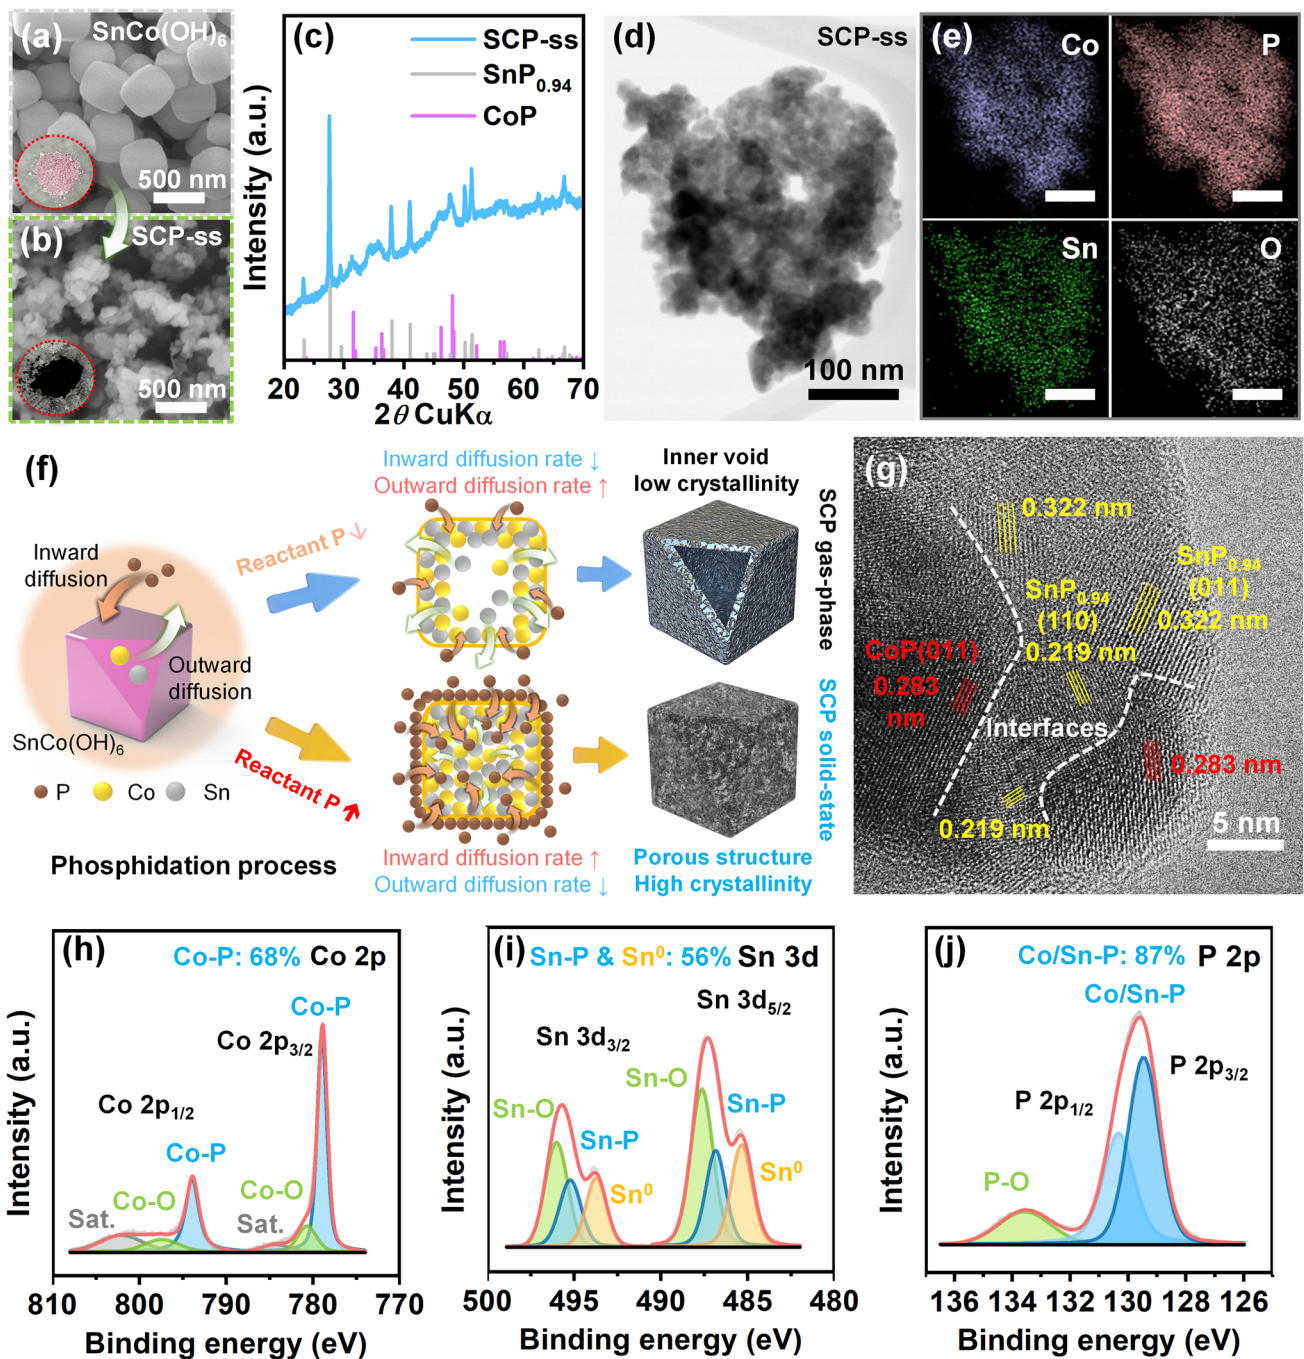 (a) SnCo(OH)₆
500 nm
(b) SCP-ss
500 nm
(c)
SCP-ss
SnP₀.₉₄
CoP
Intensity (a.u.)
20 30 40 50 60 70
2θ CuKα
(d) SCP-ss
100 nm
(e) Co P
Sn O
(f)
Inward
diffusion
Outward
diffusion
SnCo(OH)₆
P Co Sn
Phosphidation process
Reactant P ↓
Reactant P ↑
Inward diffusion rate ↓
Outward diffusion rate ↑
Inner void
low crystallinity
SCP gas-phase
SCP solid-state
Inward diffusion rate ↑
Outward diffusion rate ↓
Porous structure
High crystallinity
(g)
0.322 nm
SnP₀.₉₄
(011)
0.322 nm
SnP₀.₉₄
(110)
0.219 nm
CoP(011)
0.283
nm
Interfaces
0.283 nm
0.219 nm
5 nm
(h) Co-P: 68% Co 2p
Co-P
Co 2p₃/₂
Co 2p₁/₂
Co-P
Co-O
Co-O
Sat.
Sat.
Intensity (a.u.)
810 800 790 780 770
Binding energy (eV)
(i) Sn-P & Sn⁰: 56% Sn 3d
Sn 3d₅/₂
Sn 3d₃/₂
Sn-O
Sn-O
Sn-P
Sn-P
Sn⁰
Sn⁰
Intensity (a.u.)
500 495 490 485 480
Binding energy (eV)
(j) Co/Sn-P: 87% P 2p
Co/Sn-P
P 2p₃/₂
P 2p₁/₂
P-O
Intensity (a.u.)
136 134 132 130 128 126
Binding energy (eV)